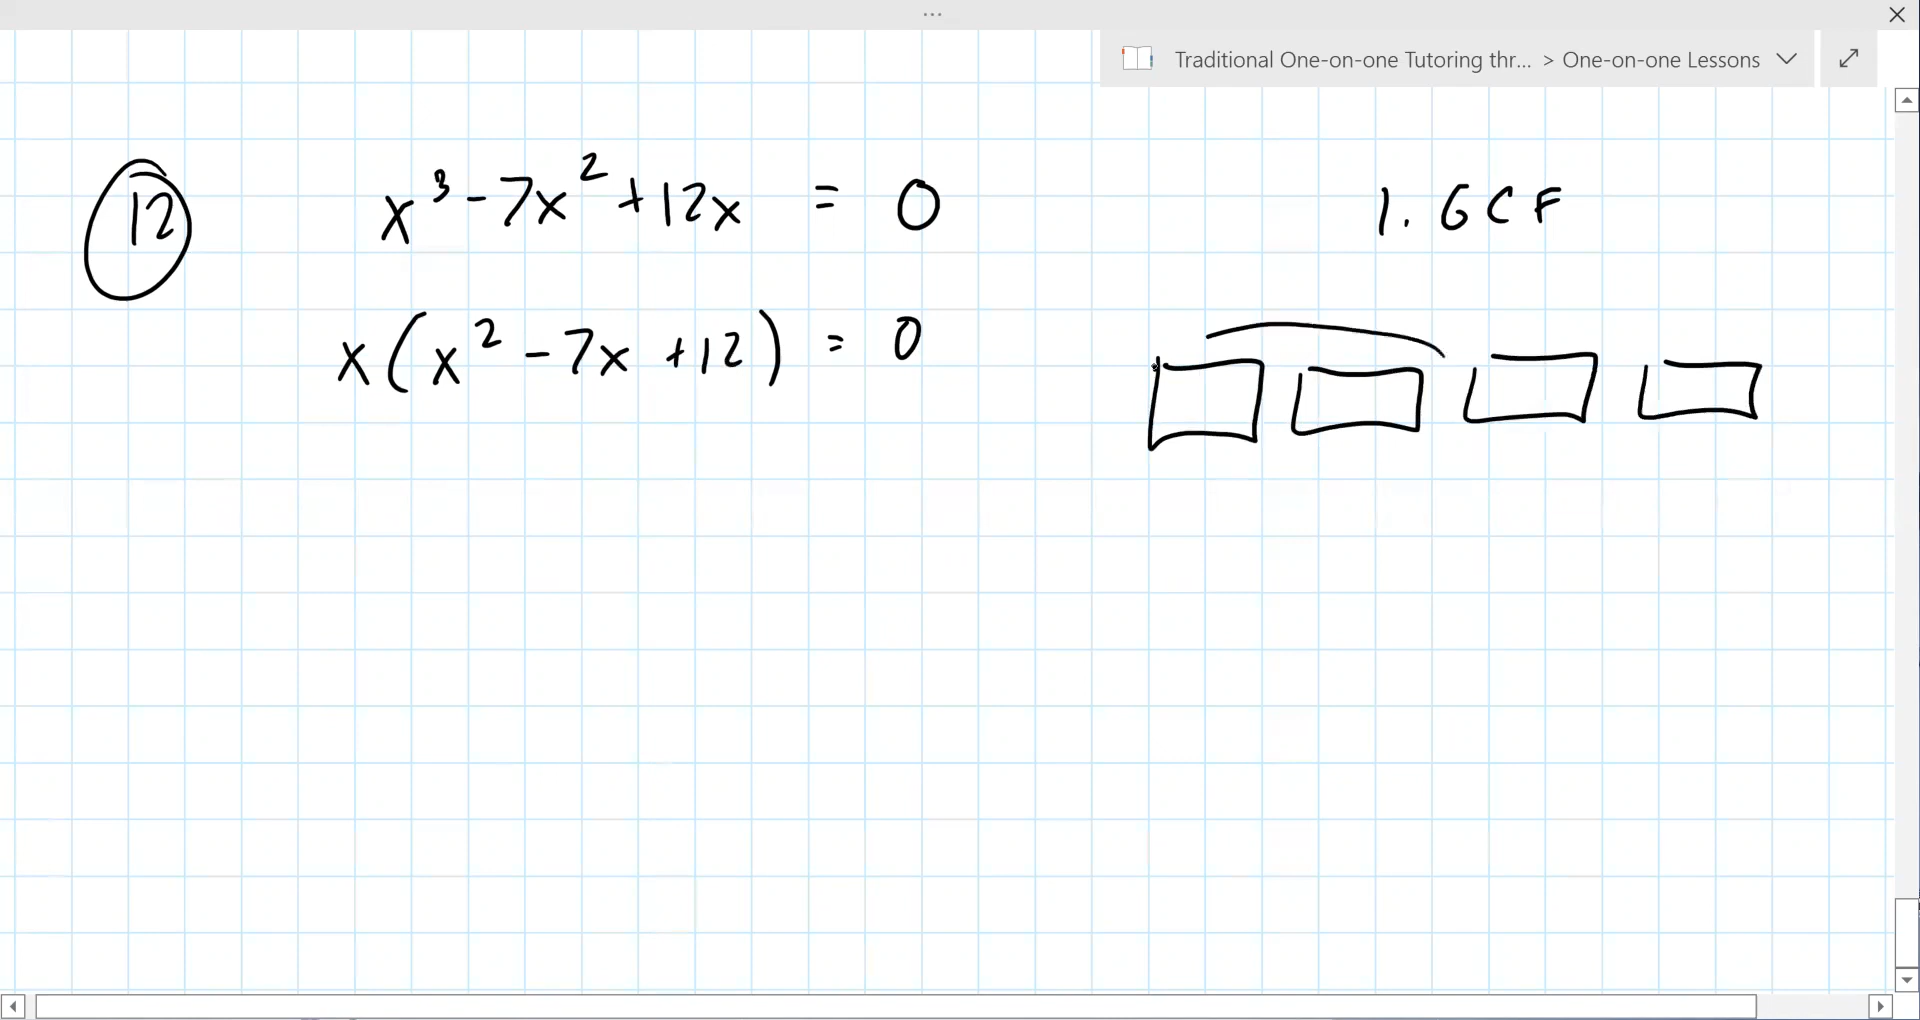 Traditional One-on-one Tutoring thr... > One-on-one Lessons
12
x³ - 7x² + 12x = 0
1. GCF
x(x² - 7x + 12) = 0